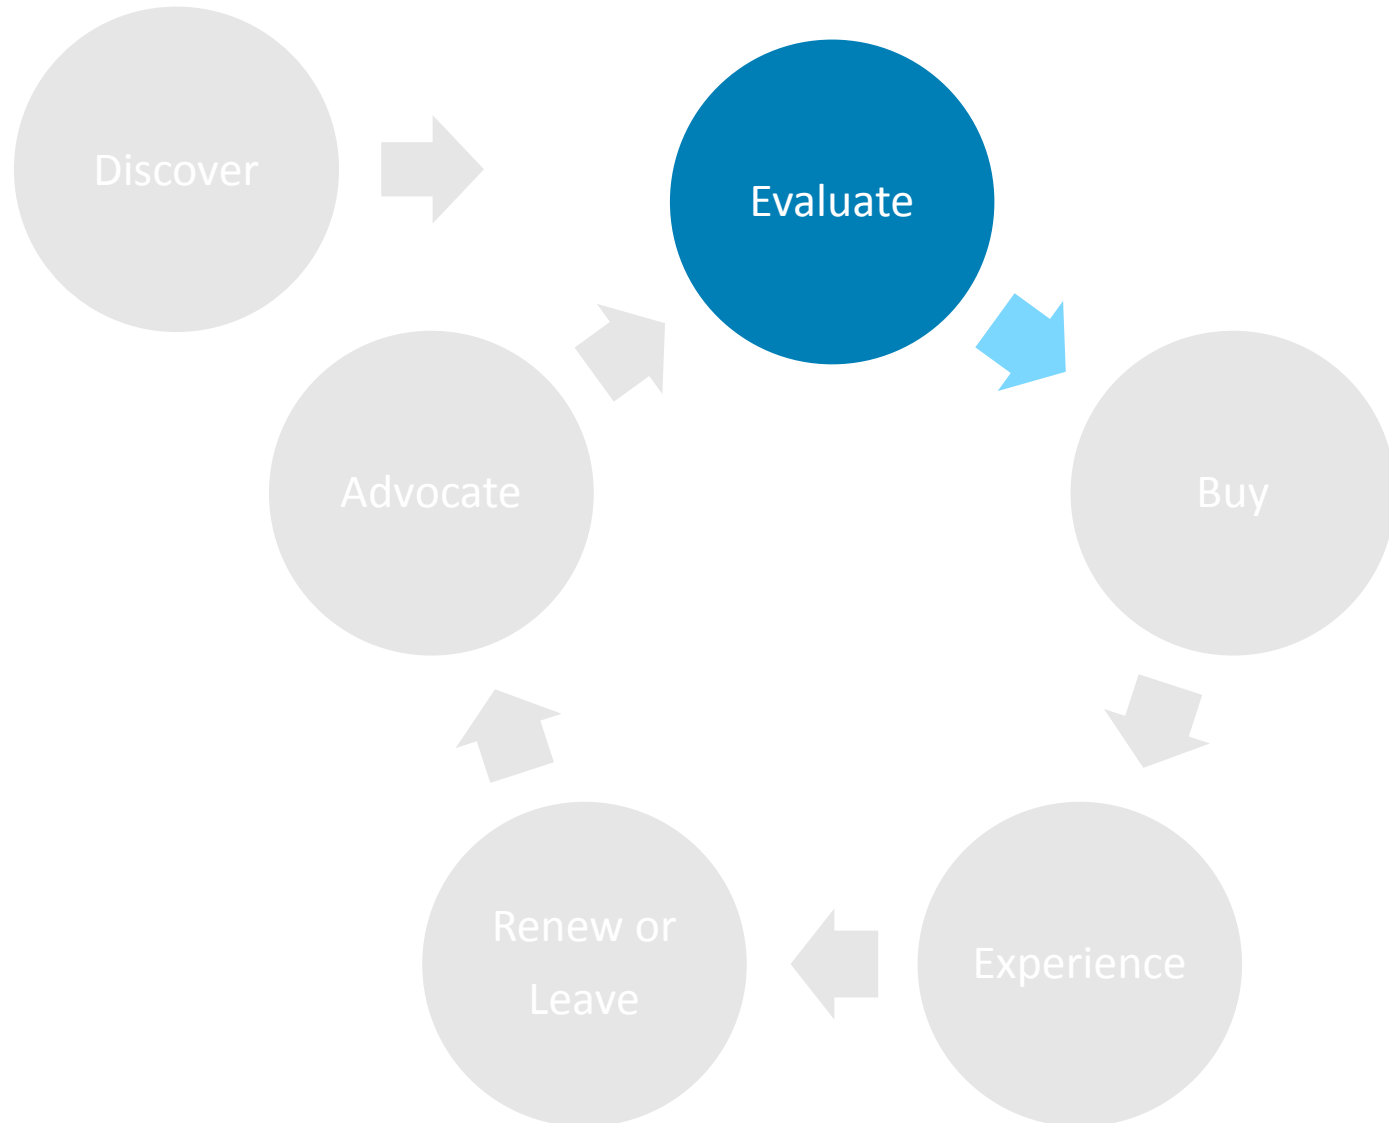 Discover
Evaluate
Advocate
Buy
Renew or
Leave
Experience